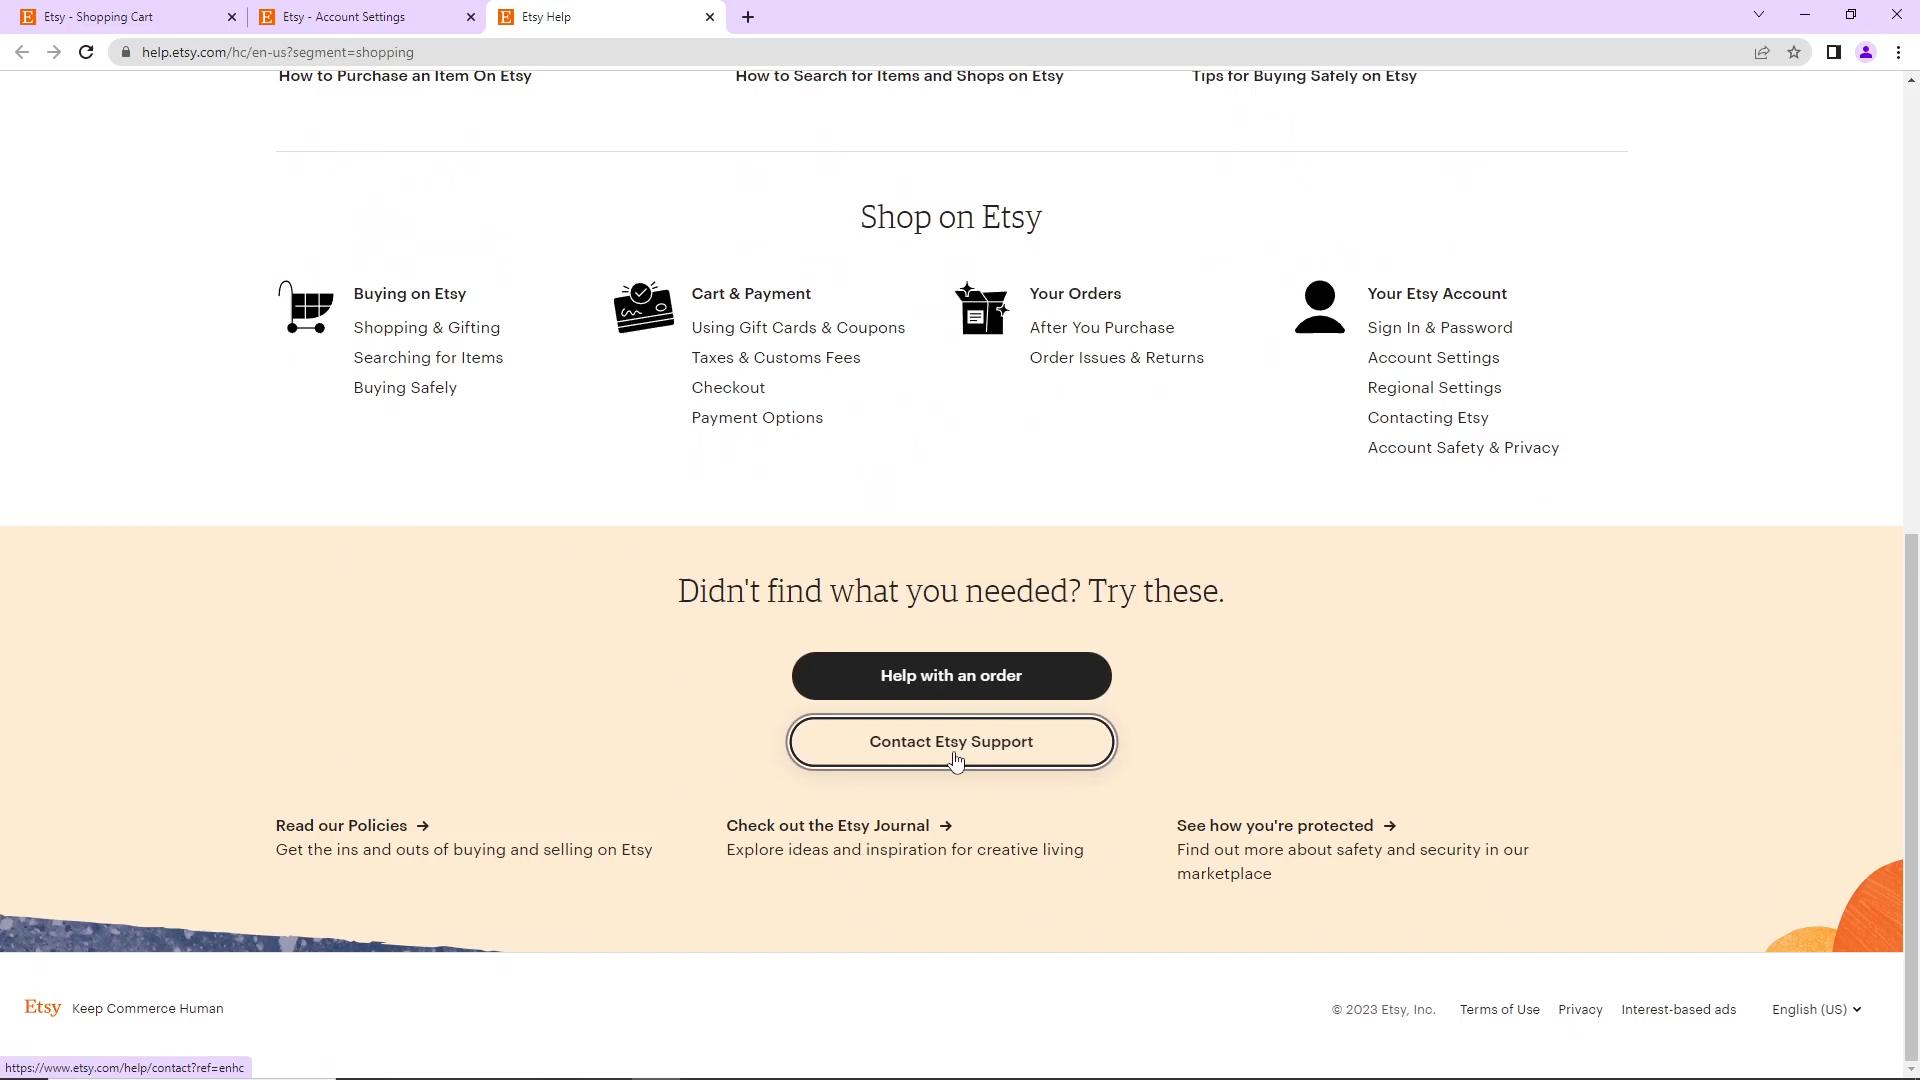 Etsy - Shopping Cart
Etsy - Account Settings
Etsy Help
help.etsy.com/hc/en-us?segment=shopping
How to Purchase an Item On Etsy
How to Search for Items and Shops on Etsy
Tips for Buying Safely on Etsy
Shop on Etsy
Buying on Etsy
Shopping & Gifting
Searching for Items
Buying Safely
Cart & Payment
Using Gift Cards & Coupons
Taxes & Customs Fees
Checkout
Payment Options
Your Orders
After You Purchase
Order Issues & Returns
Your Etsy Account
Sign In & Password
Account Settings
Regional Settings
Contacting Etsy
Account Safety & Privacy
Didn't find what you needed? Try these.
Help with an order
Contact Etsy Support
Read our Policies →
Get the ins and outs of buying and selling on Etsy
Check out the Etsy Journal →
Explore ideas and inspiration for creative living
See how you're protected →
Find out more about safety and security in our
marketplace
Etsy Keep Commerce Human
© 2023 Etsy, Inc. Terms of Use Privacy Interest-based ads English (US)
https://www.etsy.com/help/contact?ref=enhc